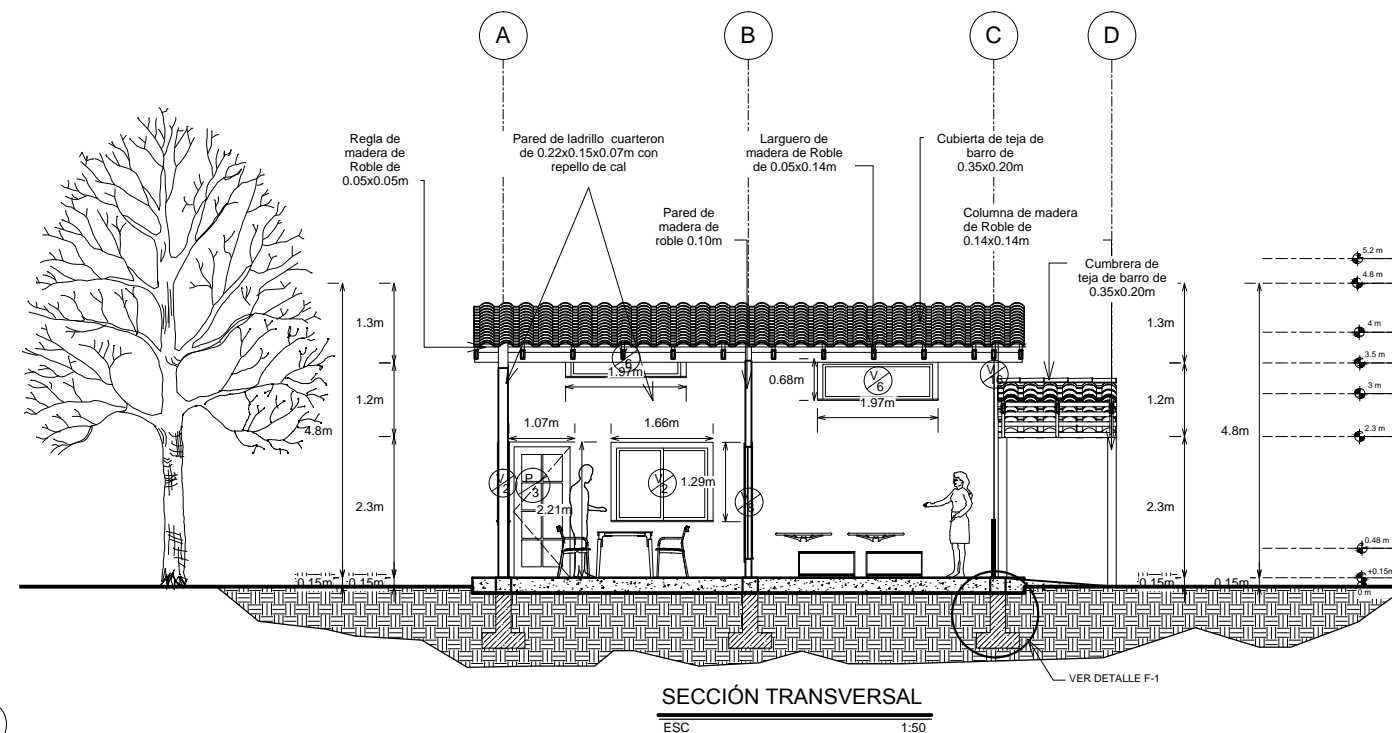 A
B
C
D
Regla de
madera de
Roble de
0.05x0.05m
Pared de ladrillo cuarteron
de 0.22x0.15x0.07m con
repello de cal
Larguero de
madera de Roble
de 0.05x0.14m
Cubierta de teja de
barro de
0.35x0.20m
Pared de
madera de
roble 0.10m
Columna de madera
de Roble de
0.14x0.14m
Cumbrera de
teja de barro de
0.35x0.20m
5.2 m
4.8 m
4 m
3.5 m
3 m
2.3 m
0.48 m
+0.15m
0 m
1.3m
1.2m
4.8m
2.3m
0.15m
0.15m
6
1.97m
0.68m
V
6
1.97m
1.07m
1.66m
V
2
P
3
2.21m
V
2
1.29m
1.3m
1.2m
4.8m
2.3m
0.15m
0.15m
VER DETALLE F-1
SECCIÓN TRANSVERSAL
ESC 1:50